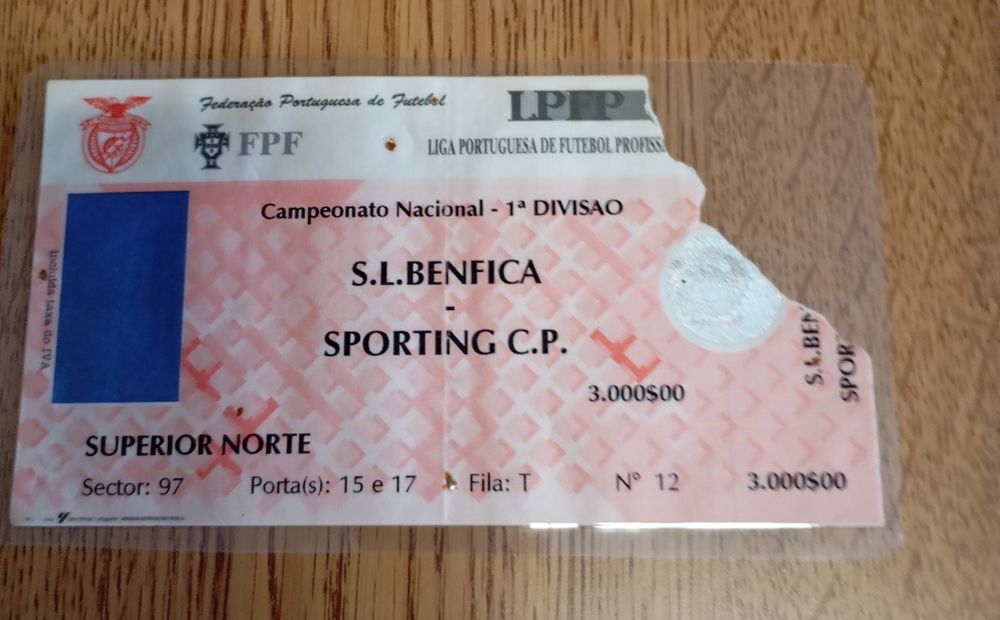 Federação Portuguesa de Futebol
FPF
LPFP
LIGA PORTUGUESA DE FUTEBOL PROFISS
Campeonato Nacional - 1ª DIVISAO
S.L.BENFICA
-
SPORTING C.P.
3.000$00
Incluída taxa do IVA
SUPERIOR NORTE
Sector: 97 Porta(s): 15 e 17 Fila: T Nº 12 3.000$00
S.L.BEN
SPOR